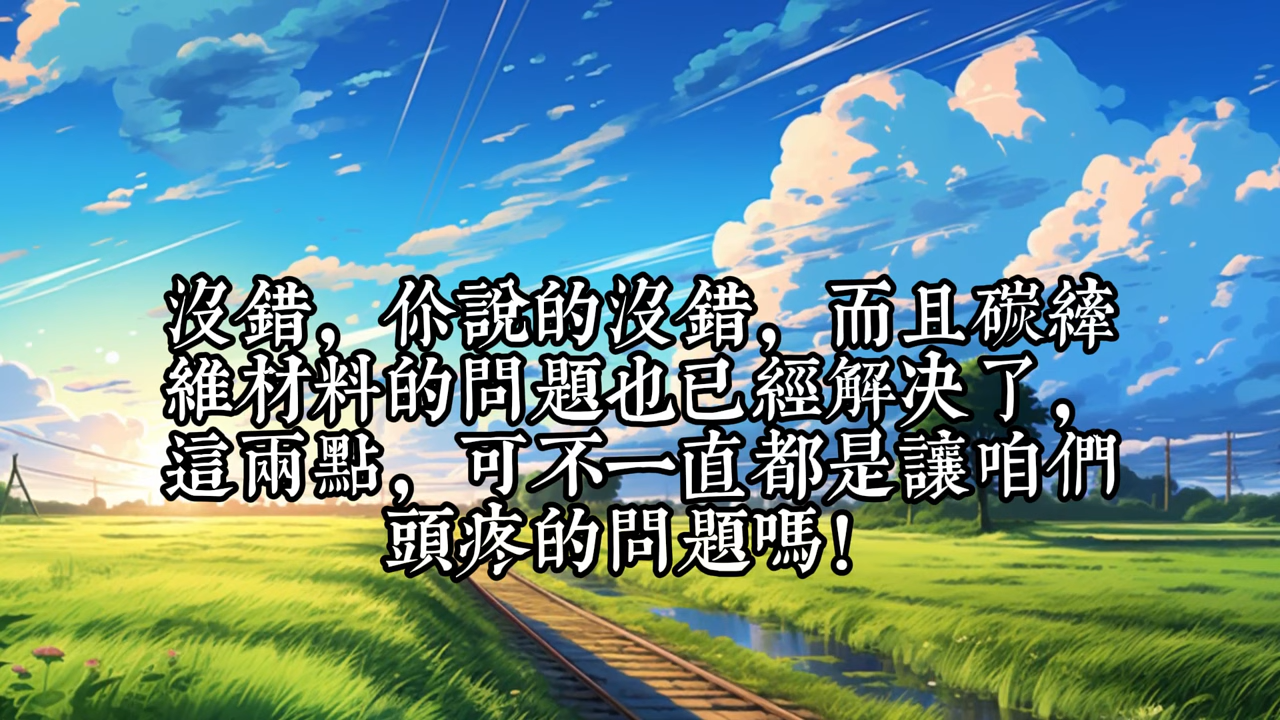 沒錯，你說的沒錯，而且碳縴
維材料的問題也已經解决了，
這兩點，可不一直都是讓咱們
頭疼的問題嗎！